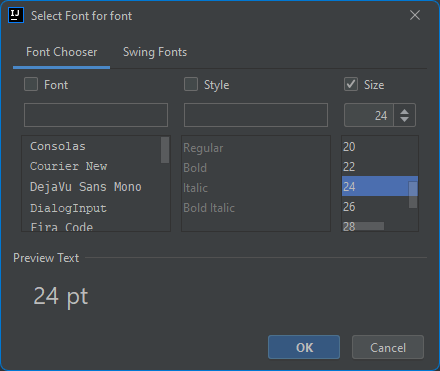 IJ
Select Font for font
Font Chooser Swing Fonts
Font Style Size
24
Consolas Regular 20
Courier New Bold 22
DejaVu Sans Mono Italic 24
DialogInput Bold Italic 26
Fira Code 28
Preview Text
24 pt
OK Cancel